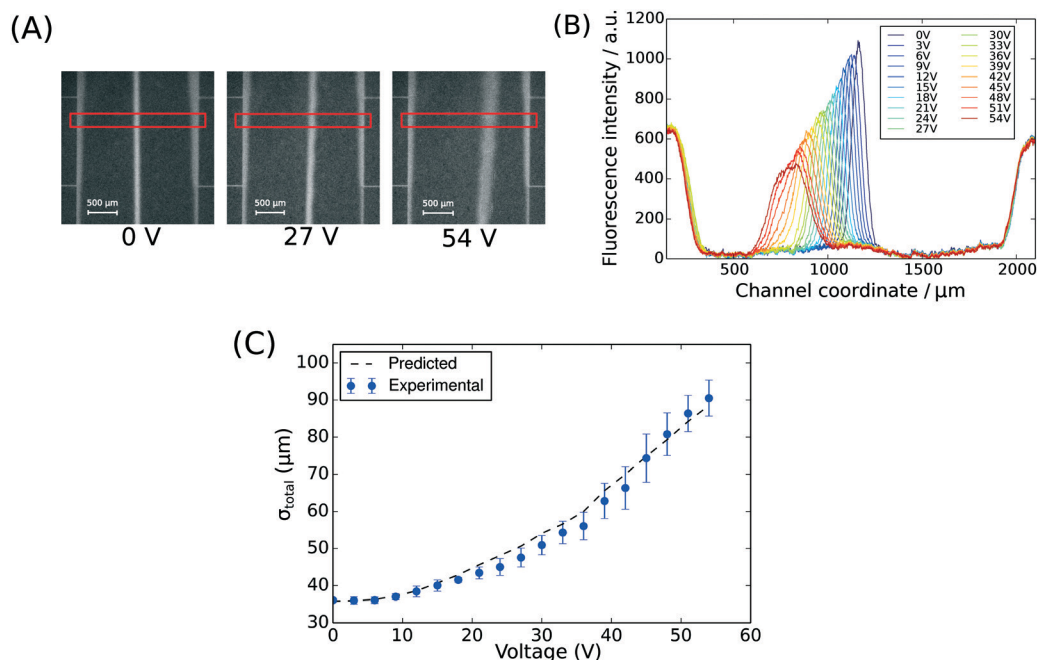 (A)
500 µm
500 µm
500 µm
0 V
27 V
54 V
(B)
Fluorescence intensity / a.u.
1200
1000
800
600
400
200
0
0V
3V
6V
9V
12V
15V
18V
21V
24V
27V
30V
33V
36V
39V
42V
45V
48V
51V
54V
500
1000
1500
2000
Channel coordinate / µm
(C)
σtotal (µm)
100
90
80
70
60
50
40
30
Predicted
Experimental
0
10
20
30
40
50
60
Voltage (V)